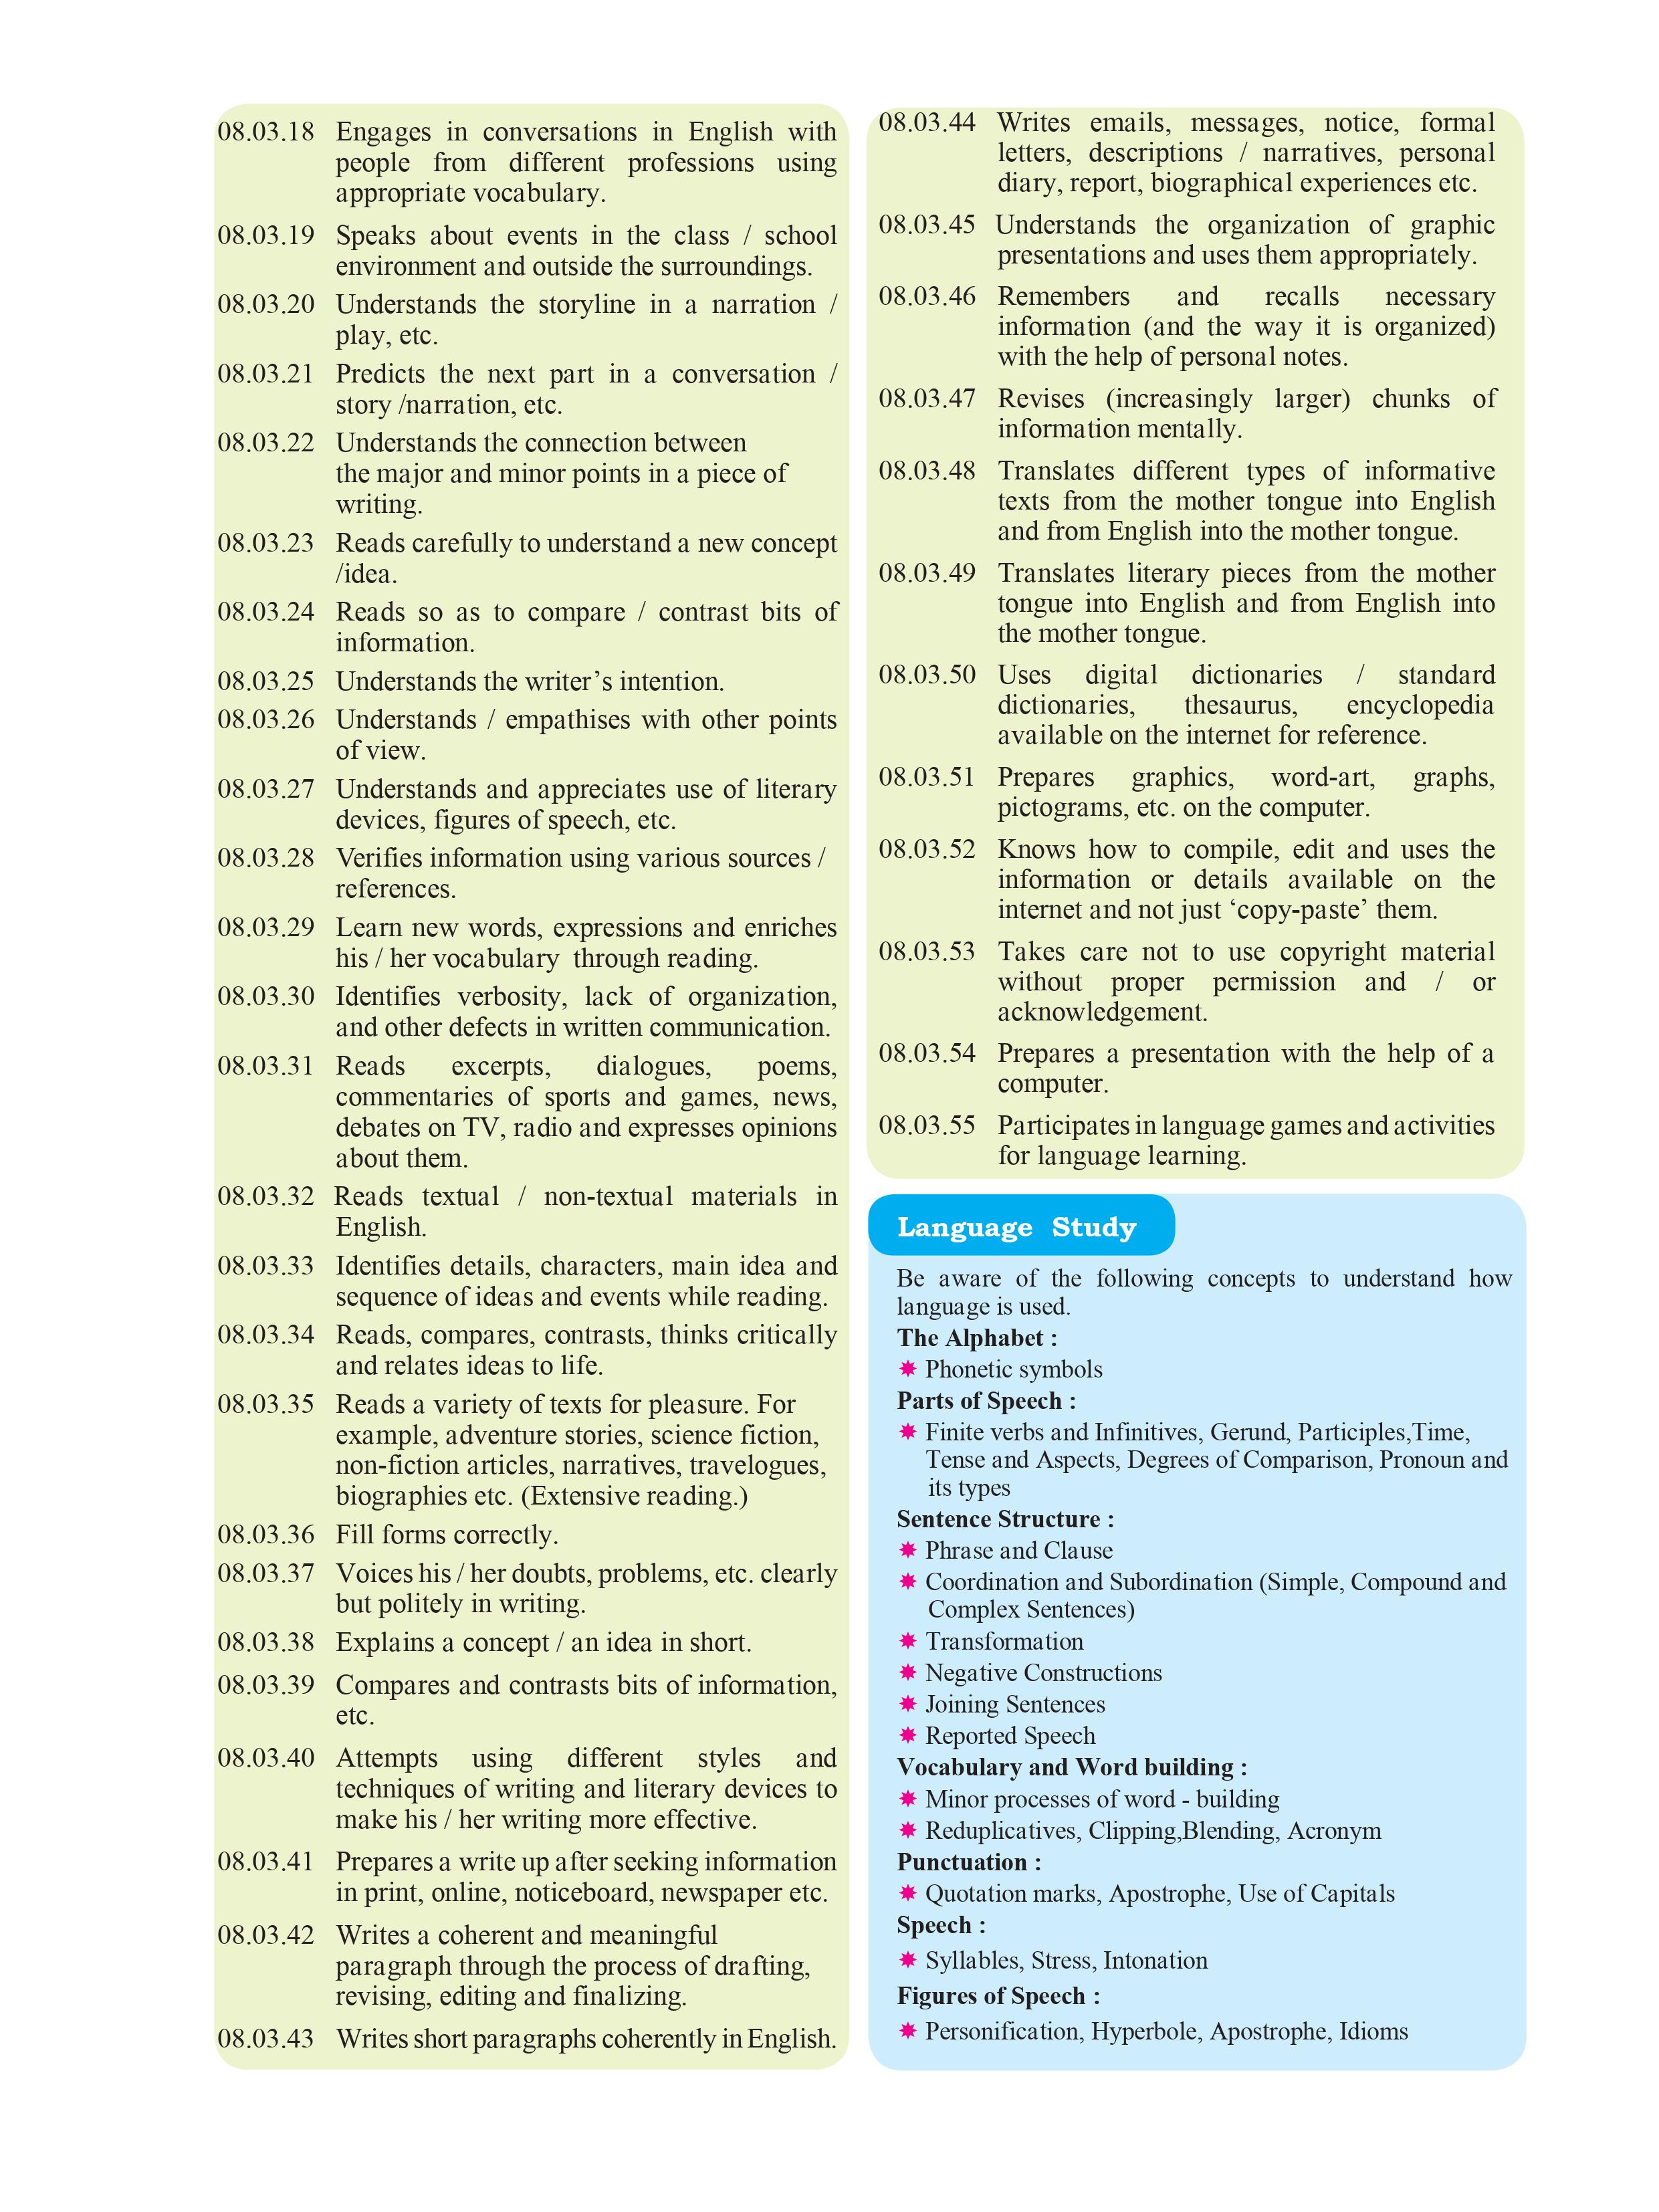 08.03.18 Engages in conversations in English with
people from different professions using
appropriate vocabulary.
08.03.19 Speaks about events in the class / school
environment and outside the surroundings.
08.03.20 Understands the storyline in a narration /
play, etc.
08.03.21 Predicts the next part in a conversation /
story /narration, etc.
08.03.22 Understands the connection between
the major and minor points in a piece of
writing.
08.03.23 Reads carefully to understand a new concept
/idea.
08.03.24 Reads so as to compare / contrast bits of
information.
08.03.25 Understands the writer’s intention.
08.03.26 Understands / empathises with other points
of view.
08.03.27 Understands and appreciates use of literary
devices, figures of speech, etc.
08.03.28 Verifies information using various sources /
references.
08.03.29 Learn new words, expressions and enriches
his / her vocabulary through reading.
08.03.30 Identifies verbosity, lack of organization,
and other defects in written communication.
08.03.31 Reads excerpts, dialogues, poems,
commentaries of sports and games, news,
debates on TV, radio and expresses opinions
about them.
08.03.32 Reads textual / non-textual materials in
English.
08.03.33 Identifies details, characters, main idea and
sequence of ideas and events while reading.
08.03.34 Reads, compares, contrasts, thinks critically
and relates ideas to life.
08.03.35 Reads a variety of texts for pleasure. For
example, adventure stories, science fiction,
non-fiction articles, narratives, travelogues,
biographies etc. (Extensive reading.)
08.03.36 Fill forms correctly.
08.03.37 Voices his / her doubts, problems, etc. clearly
but politely in writing.
08.03.38 Explains a concept / an idea in short.
08.03.39 Compares and contrasts bits of information,
etc.
08.03.40 Attempts using different styles and
techniques of writing and literary devices to
make his / her writing more effective.
08.03.41 Prepares a write up after seeking information
in print, online, noticeboard, newspaper etc.
08.03.42 Writes a coherent and meaningful
paragraph through the process of drafting,
revising, editing and finalizing.
08.03.43 Writes short paragraphs coherently in English.
08.03.44 Writes emails, messages, notice, formal
letters, descriptions / narratives, personal
diary, report, biographical experiences etc.
08.03.45 Understands the organization of graphic
presentations and uses them appropriately.
08.03.46 Remembers and recalls necessary
information (and the way it is organized)
with the help of personal notes.
08.03.47 Revises (increasingly larger) chunks of
information mentally.
08.03.48 Translates different types of informative
texts from the mother tongue into English
and from English into the mother tongue.
08.03.49 Translates literary pieces from the mother
tongue into English and from English into
the mother tongue.
08.03.50 Uses digital dictionaries / standard
dictionaries, thesaurus, encyclopedia
available on the internet for reference.
08.03.51 Prepares graphics, word-art, graphs,
pictograms, etc. on the computer.
08.03.52 Knows how to compile, edit and uses the
information or details available on the
internet and not just ‘copy-paste’ them.
08.03.53 Takes care not to use copyright material
without proper permission and / or
acknowledgement.
08.03.54 Prepares a presentation with the help of a
computer.
08.03.55 Participates in language games and activities
for language learning.
Language Study
Be aware of the following concepts to understand how
language is used.
The Alphabet :
✸ Phonetic symbols
Parts of Speech :
✸ Finite verbs and Infinitives, Gerund, Participles,Time,
Tense and Aspects, Degrees of Comparison, Pronoun and
its types
Sentence Structure :
✸ Phrase and Clause
✸ Coordination and Subordination (Simple, Compound and
Complex Sentences)
✸ Transformation
✸ Negative Constructions
✸ Joining Sentences
✸ Reported Speech
Vocabulary and Word building :
✸ Minor processes of word - building
✸ Reduplicatives, Clipping,Blending, Acronym
Punctuation :
✸ Quotation marks, Apostrophe, Use of Capitals
Speech :
✸ Syllables, Stress, Intonation
Figures of Speech :
✸ Personification, Hyperbole, Apostrophe, Idioms